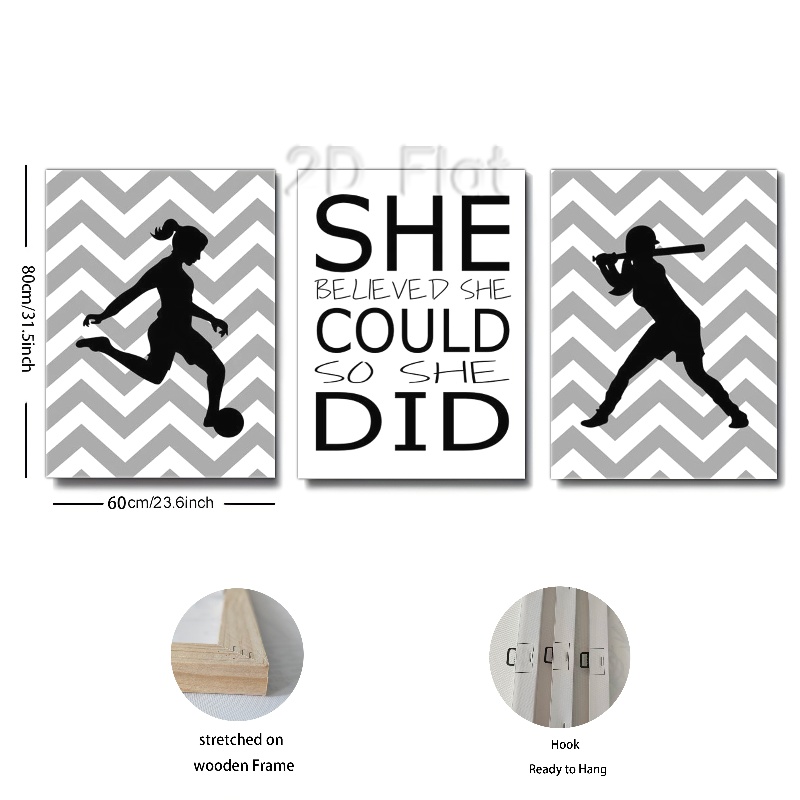 2D Flat
SHE
BELIEVED SHE
COULD
SO SHE
DID
80cm/31.5inch
60cm/23.6inch
stretched on
wooden Frame
Hook
Ready to Hang